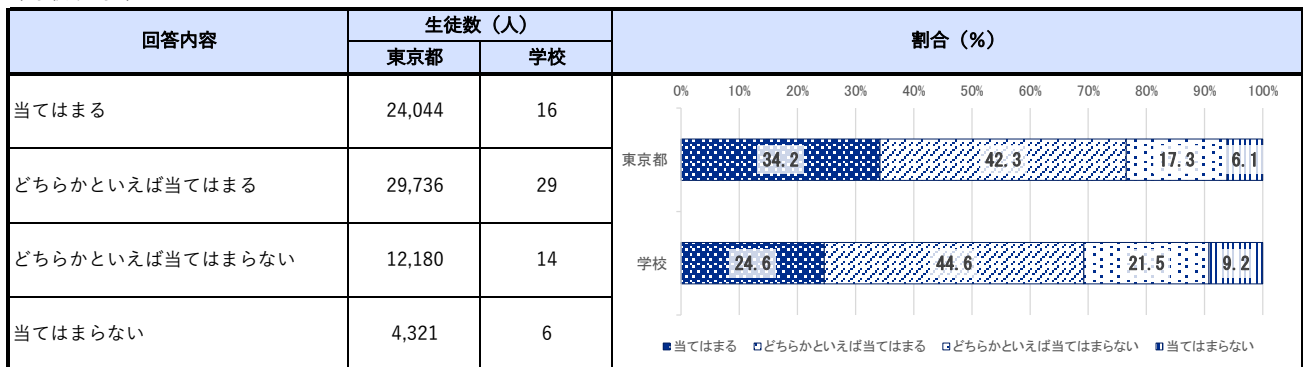 回答内容
生徒数（人）
割合（%）
東京都
学校
当てはまる
24,044
16
どちらかといえば当てはまる
29,736
29
どちらかといえば当てはまらない
12,180
14
当てはまらない
4,321
6
0% 10% 20% 30% 40% 50% 60% 70% 80% 90% 100%
東京都 34.2 42.3 17.3 6.1
学校 24.6 44.6 21.5 9.2
当てはまる どちらかといえば当てはまる どちらかといえば当てはまらない 当てはまらない